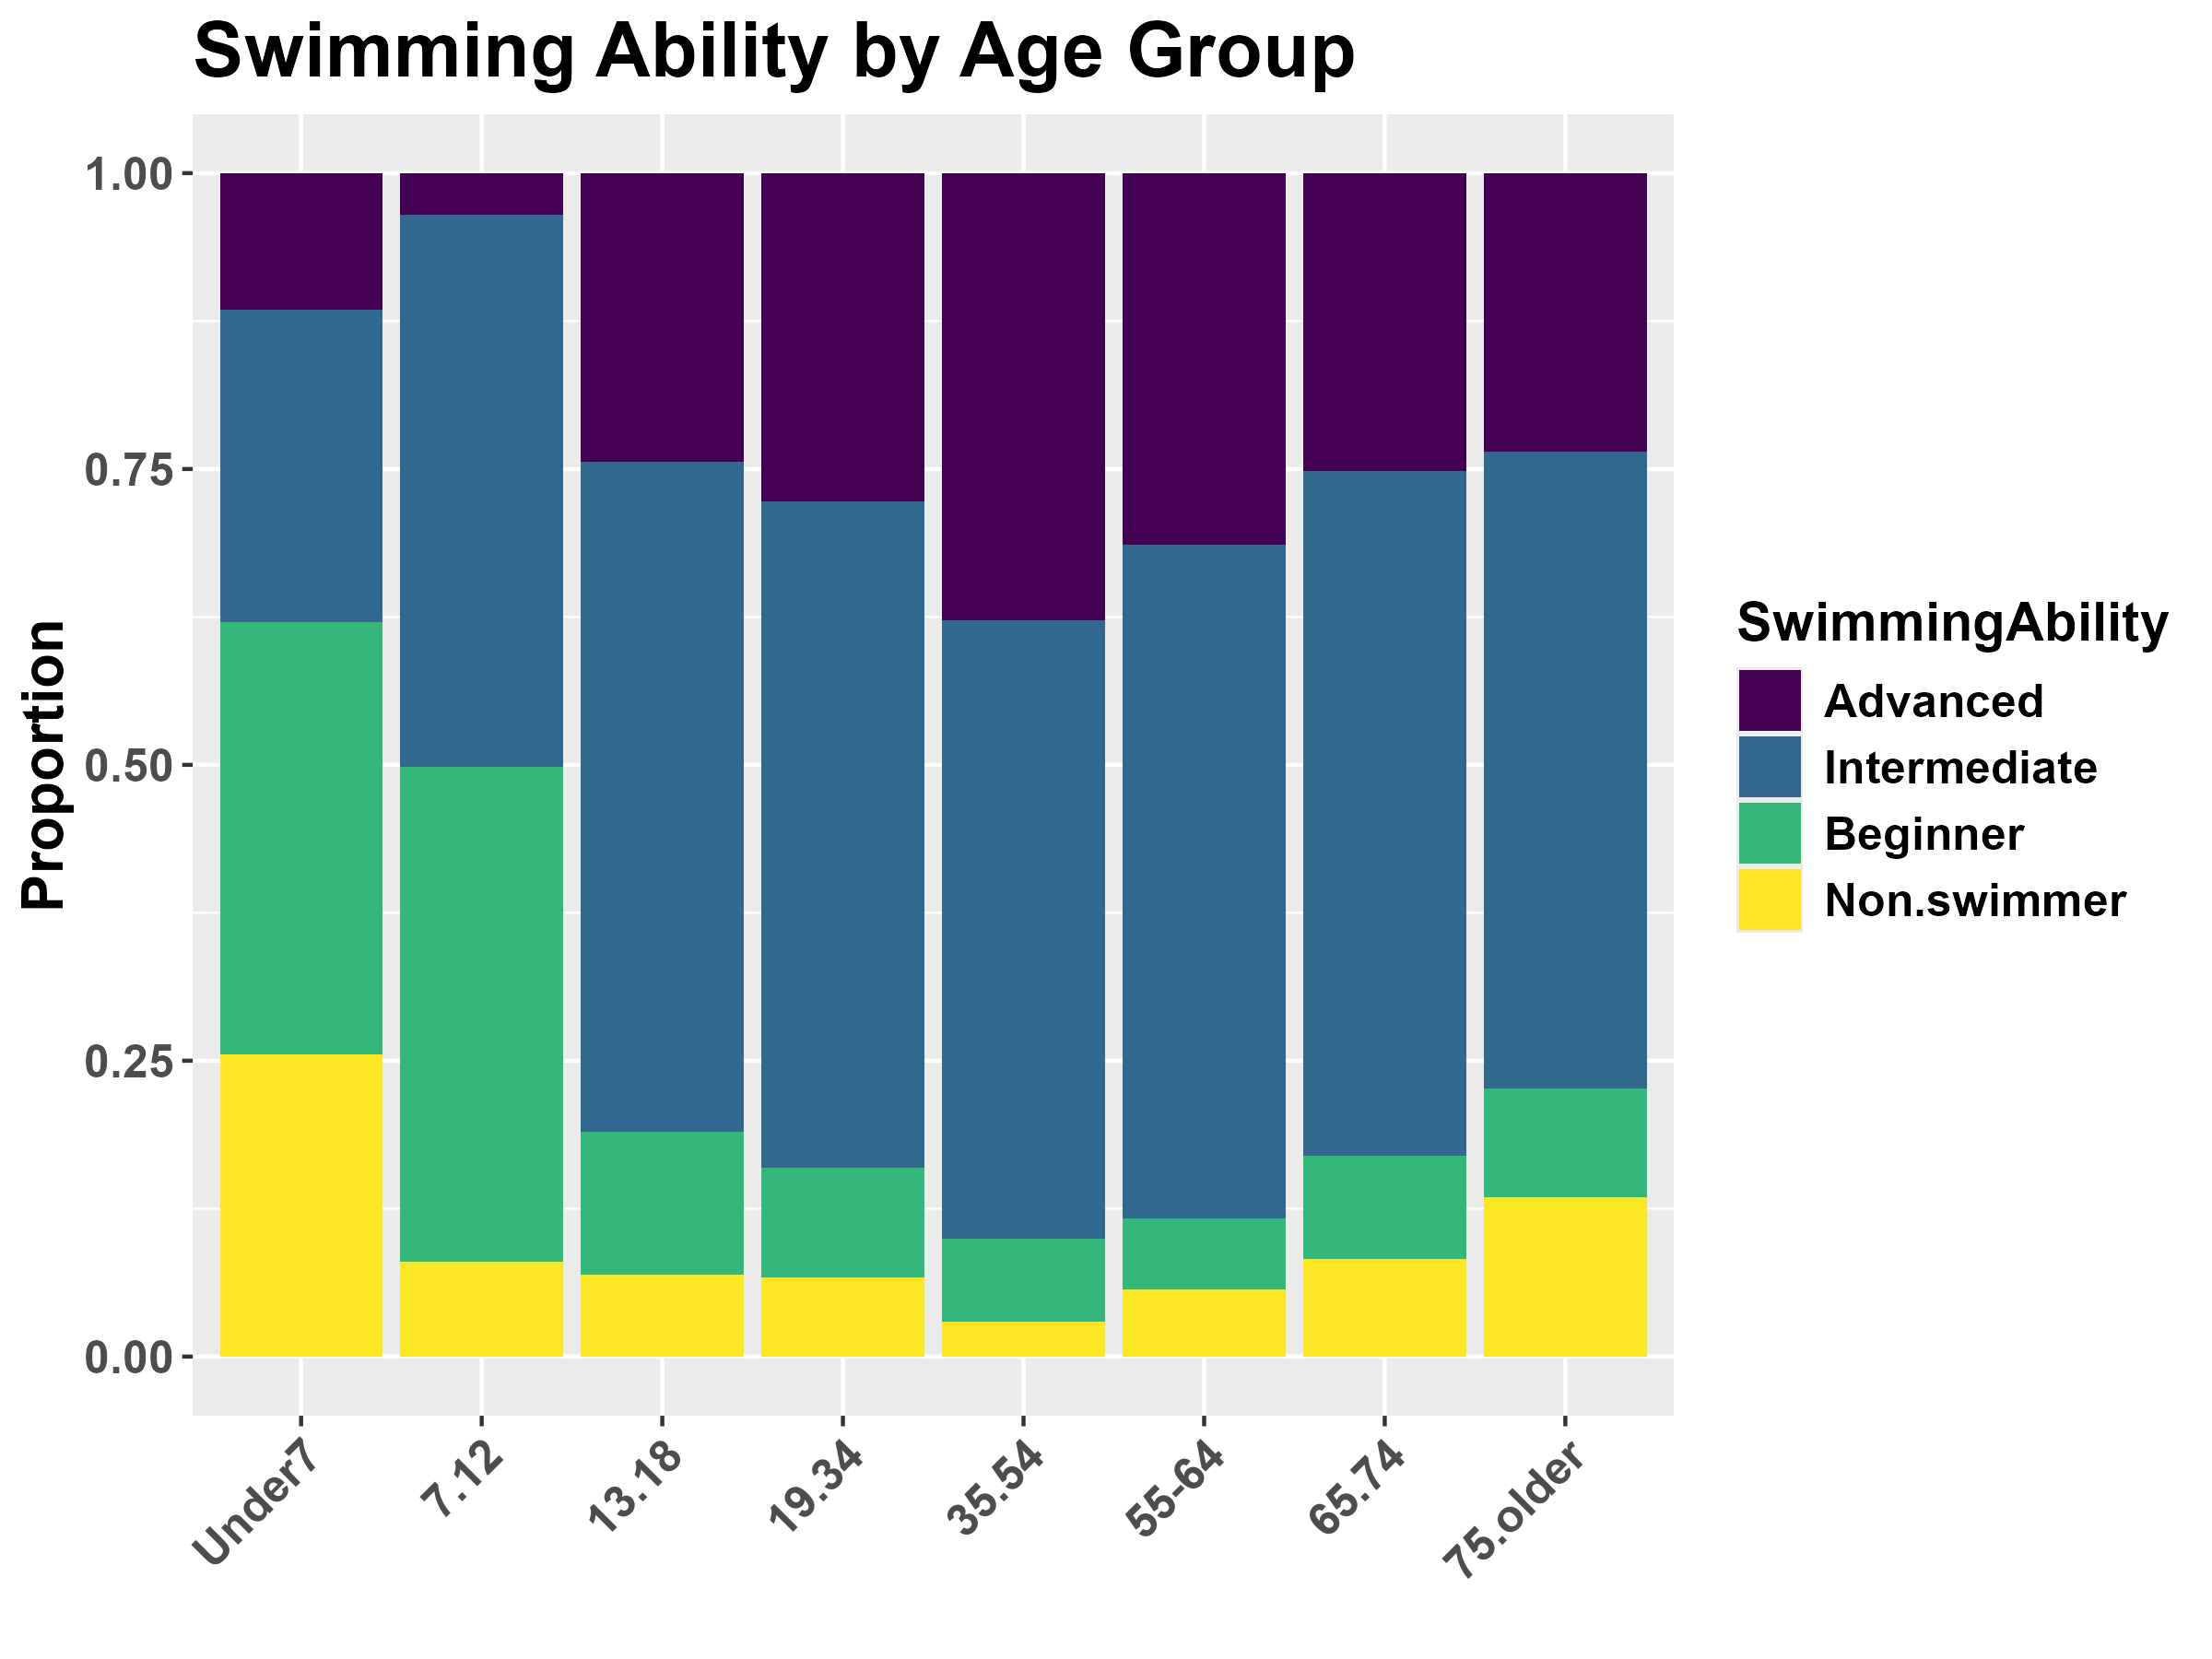 Swimming Ability by Age Group
Proportion
1.00
0.75
0.50
0.25
0.00
Under7
7.12
13.18
19.34
35.54
55-64
65.74
75.older
SwimmingAbility
Advanced
Intermediate
Beginner
Non.swimmer